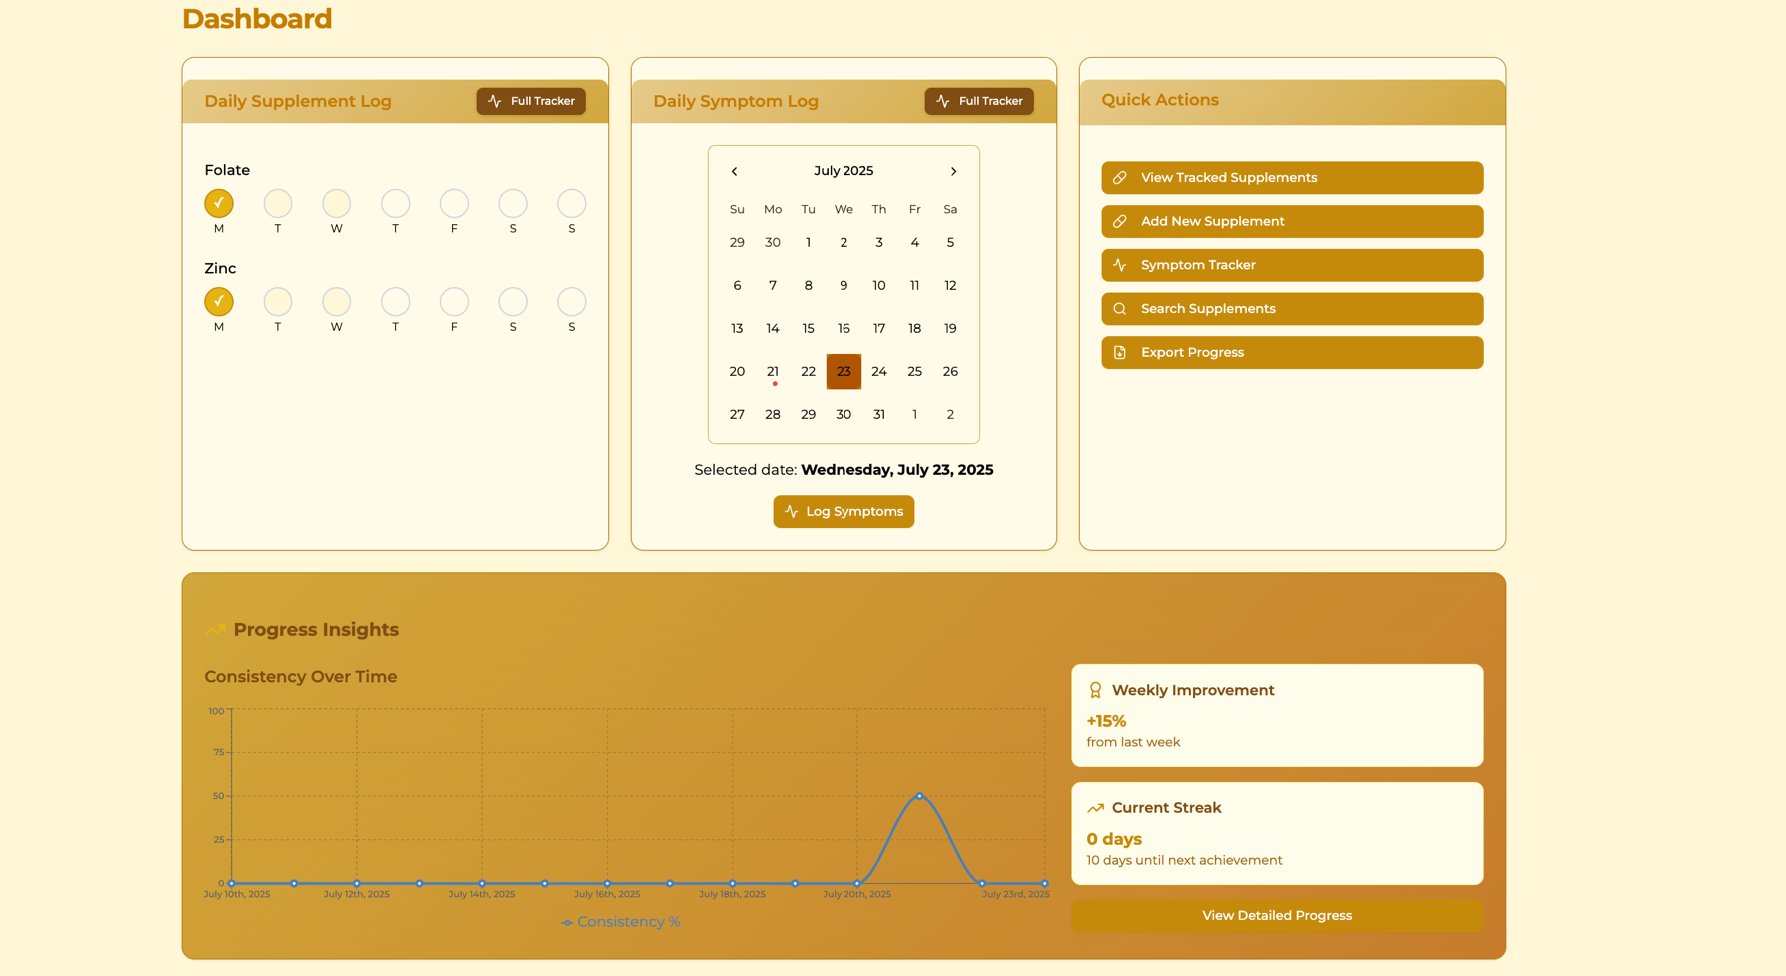 Dashboard
Daily Supplement Log
Full Tracker
Folate
M T W T F S S
Zinc
M T W T F S S
Daily Symptom Log
Full Tracker
July 2025
Su Mo Tu We Th Fr Sa
29 30 1 2 3 4 5
6 7 8 9 10 11 12
13 14 15 16 17 18 19
20 21 22 23 24 25 26
27 28 29 30 31 1 2
Selected date: Wednesday, July 23, 2025
Log Symptoms
Quick Actions
View Tracked Supplements
Add New Supplement
Symptom Tracker
Search Supplements
Export Progress
Progress Insights
Consistency Over Time
100
75
50
25
0
July 10th, 2025 July 12th, 2025 July 14th, 2025 July 16th, 2025 July 18th, 2025 July 20th, 2025 July 23rd, 2025
Consistency %
Weekly Improvement
+15%
from last week
Current Streak
0 days
10 days until next achievement
View Detailed Progress